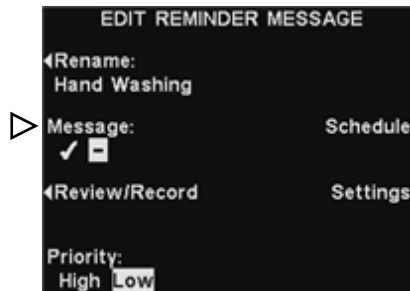 EDIT REMINDER MESSAGE
Rename:
Hand Washing
Message: Schedule
✓ -
Review/Record Settings
Priority:
High Low